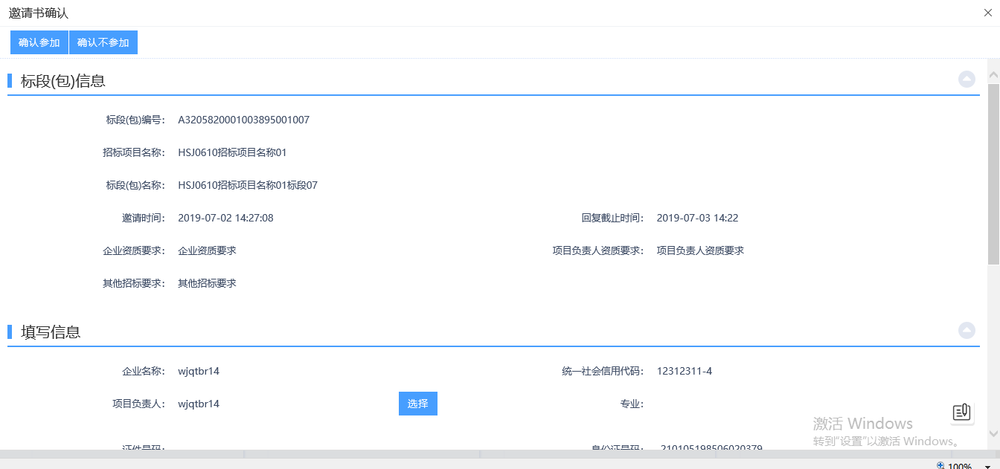 邀请书确认
确认参加 确认不参加
标段(包)信息
标段(包)编号： A3205820001003895001007
招标项目名称： HSJ0610招标项目名称01
标段(包)名称： HSJ0610招标项目名称01标段07
邀请时间： 2019-07-02 14:27:08 回复截止时间： 2019-07-03 14:22
企业资质要求： 企业资质要求 项目负责人资质要求： 项目负责人资质要求
其他招标要求： 其他招标要求
填写信息
企业名称： wjqtbr14 统一社会信用代码： 12312311-4
项目负责人： wjqtbr14 选择 专业：
证件号码： 身份证号码： 210105198506020379
激活 Windows
转到“设置”以激活 Windows。
100%